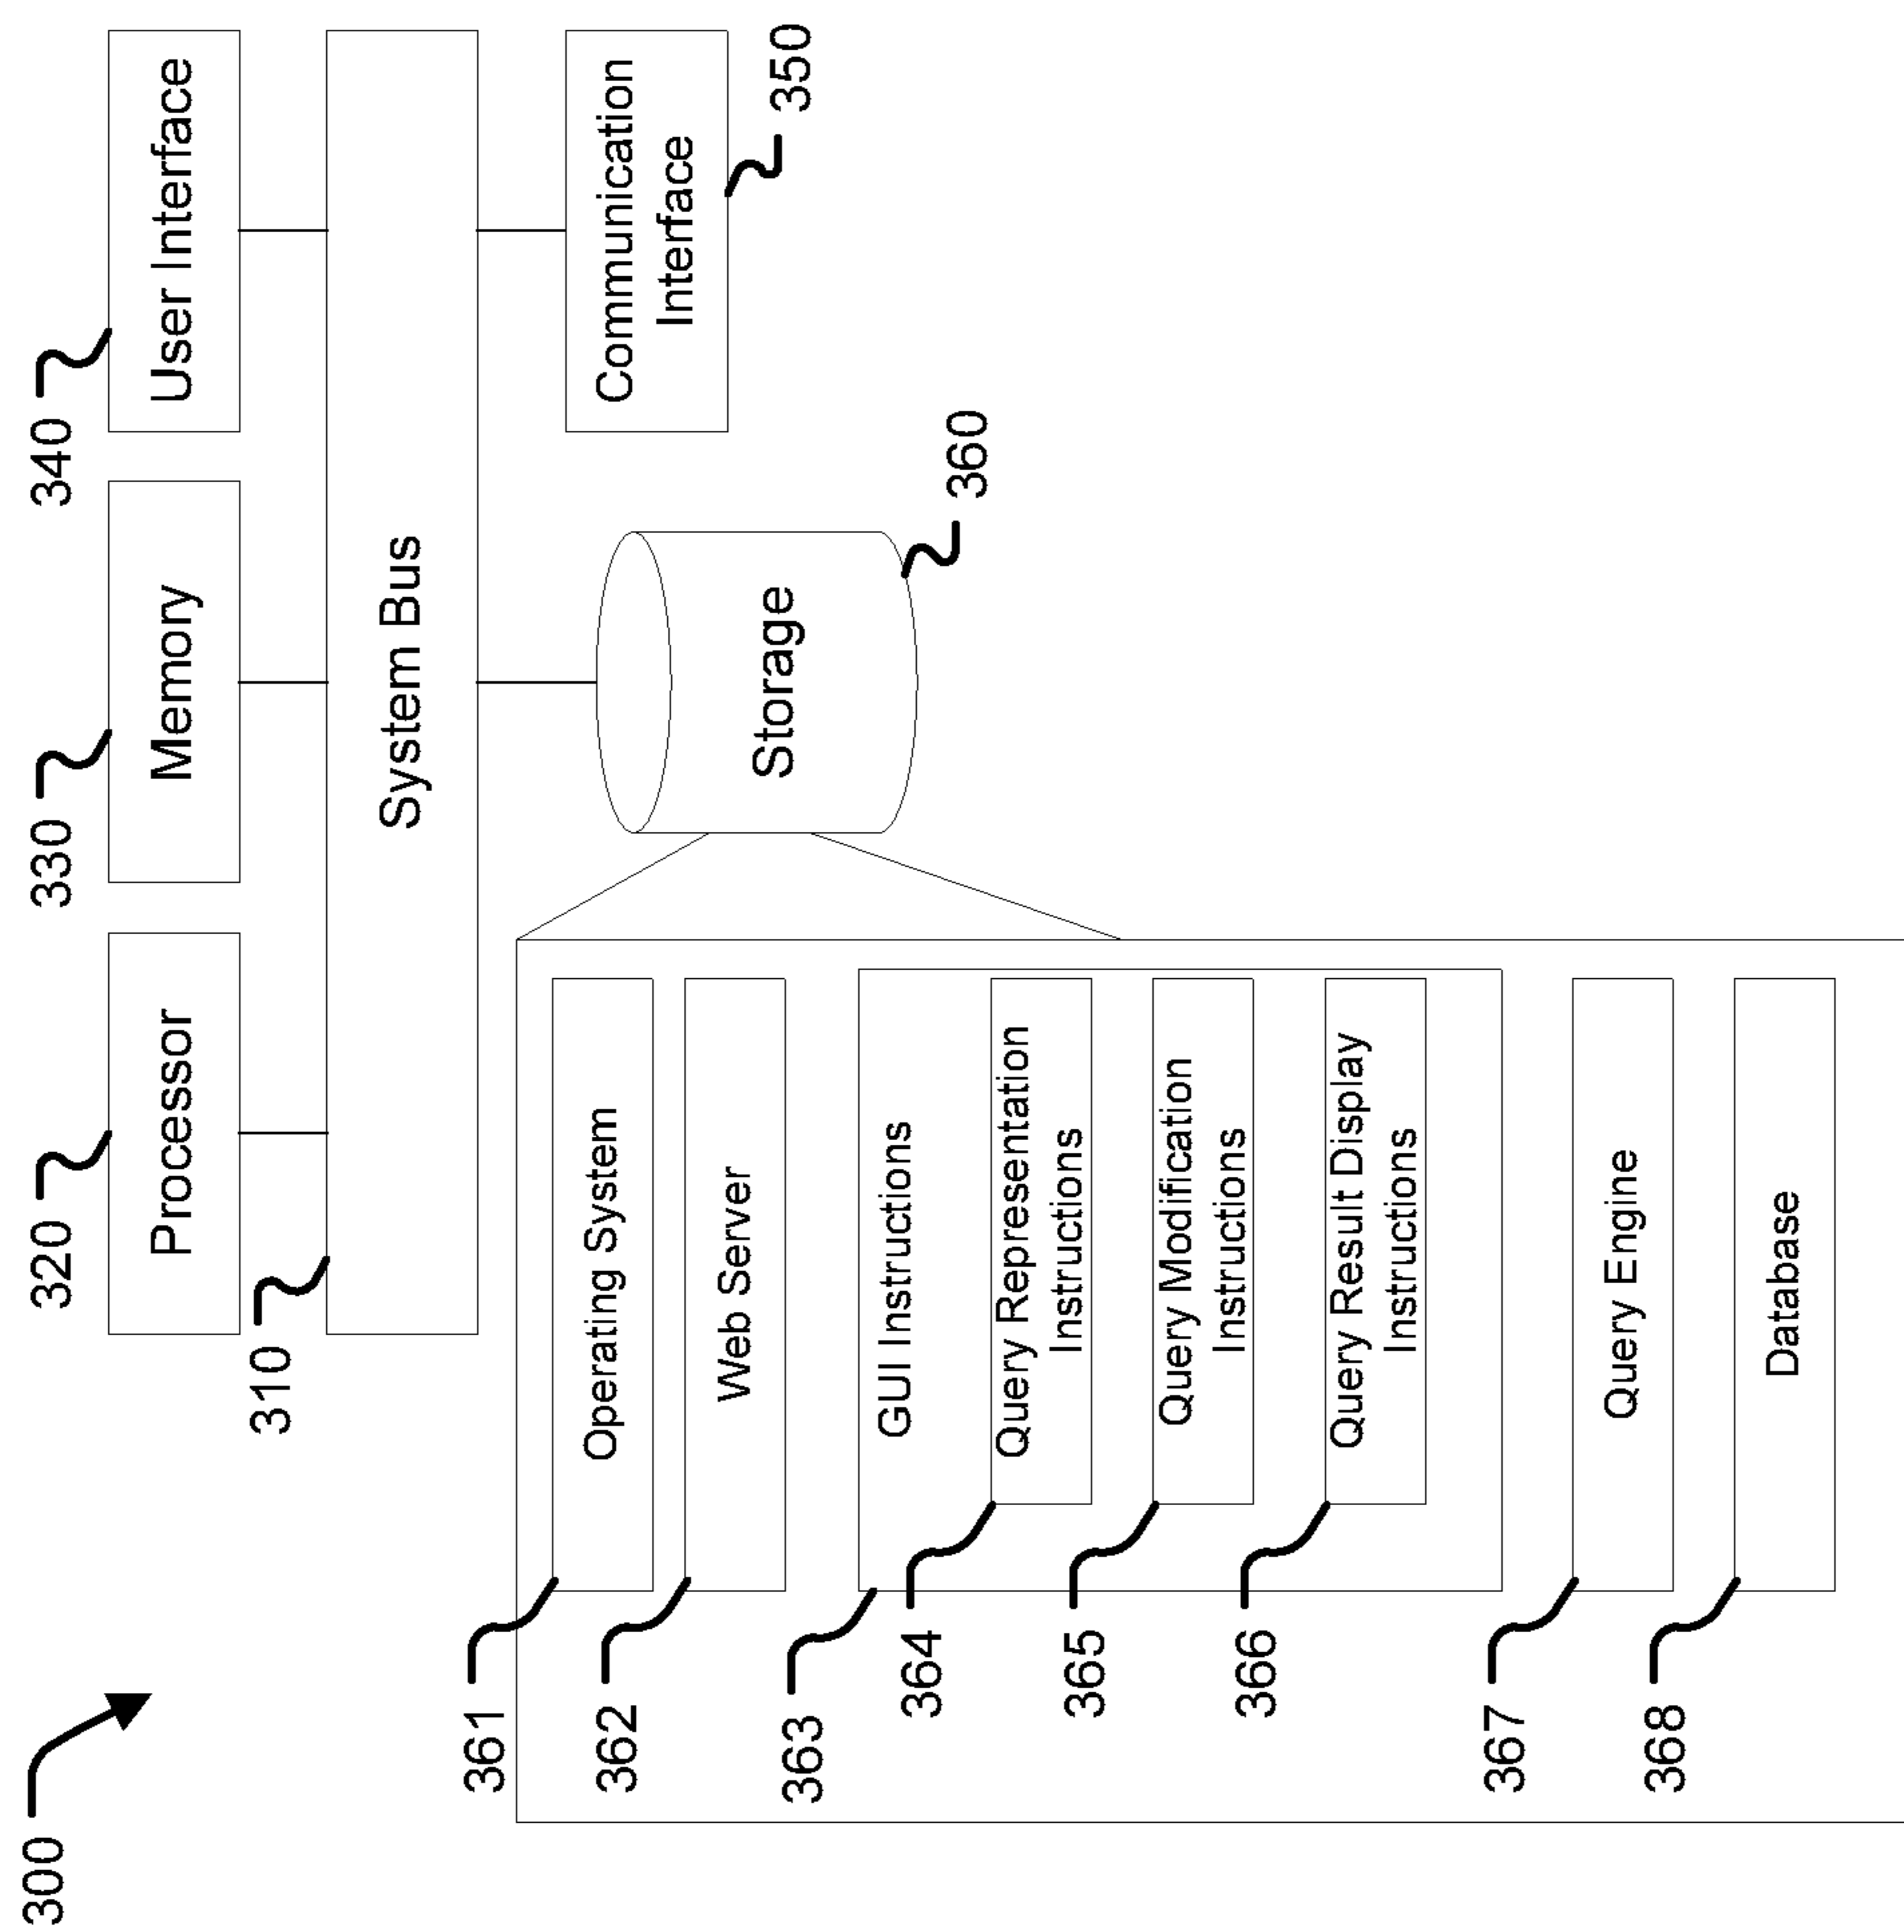 300
320
Processor
330
Memory
340
User Interface
310
System Bus
Storage
360
Communication
Interface
350
361
Operating System
362
Web Server
363
GUI Instructions
364
Query Representation
Instructions
365
Query Modification
Instructions
366
Query Result Display
Instructions
367
Query Engine
368
Database